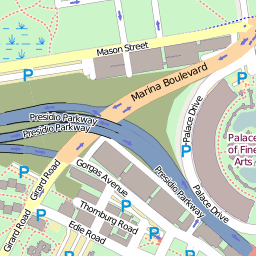 Mason Street
Marina Boulevard
Presidio Parkway
Presidio Parkway
Palace Drive
Palace
of Fine
Arts
Girard Road
Gorgas Avenue
Presidio Parkway
Palace Drive
Thornburg Road
Girard Road
Edie Road
P
P
P
P
P
P
P
P